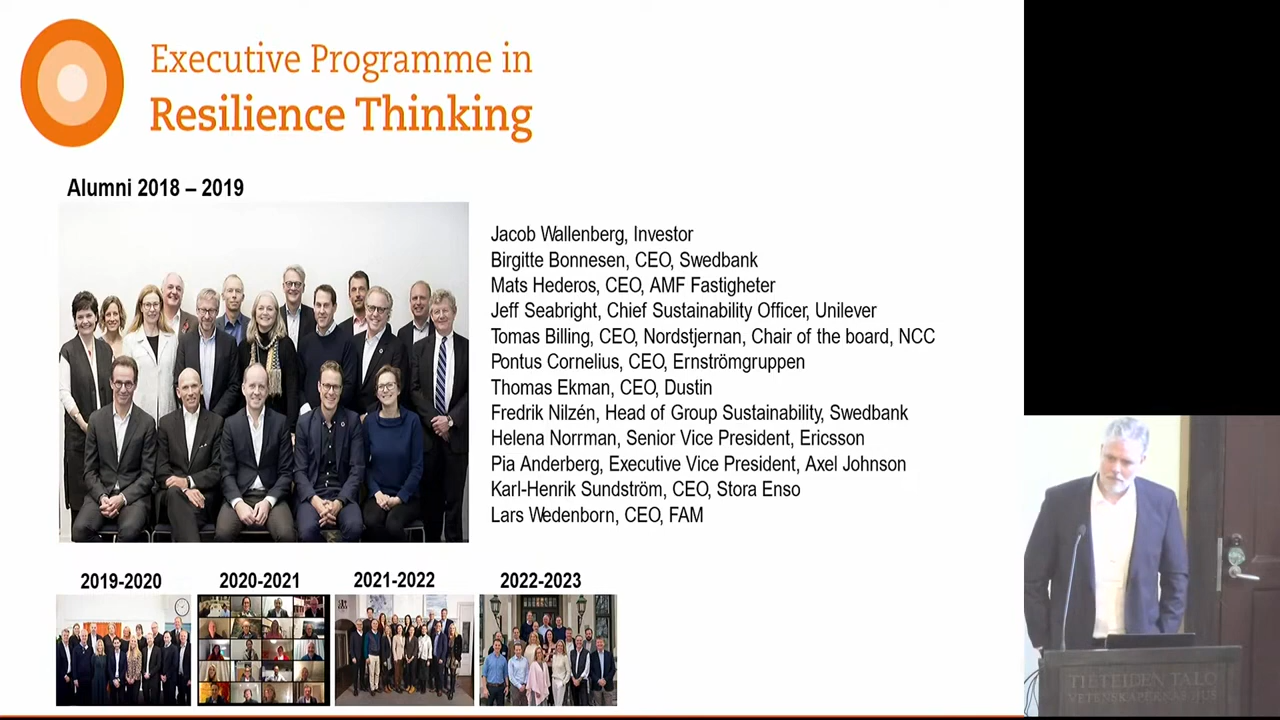 Executive Programme in
Resilience Thinking
Alumni 2018 – 2019
Jacob Wallenberg, Investor
Birgitte Bonnesen, CEO, Swedbank
Mats Hederos, CEO, AMF Fastigheter
Jeff Seabright, Chief Sustainability Officer, Unilever
Tomas Billing, CEO, Nordstjernan, Chair of the board, NCC
Pontus Cornelius, CEO, Ernströmgruppen
Thomas Ekman, CEO, Dustin
Fredrik Nilzén, Head of Group Sustainability, Swedbank
Helena Norrman, Senior Vice President, Ericsson
Pia Anderberg, Executive Vice President, Axel Johnson
Karl-Henrik Sundström, CEO, Stora Enso
Lars Wedenborn, CEO, FAM
2019-2020
2020-2021
2021-2022
2022-2023
TIETEIDEN TALO
VETENSKAPERNAS HUS